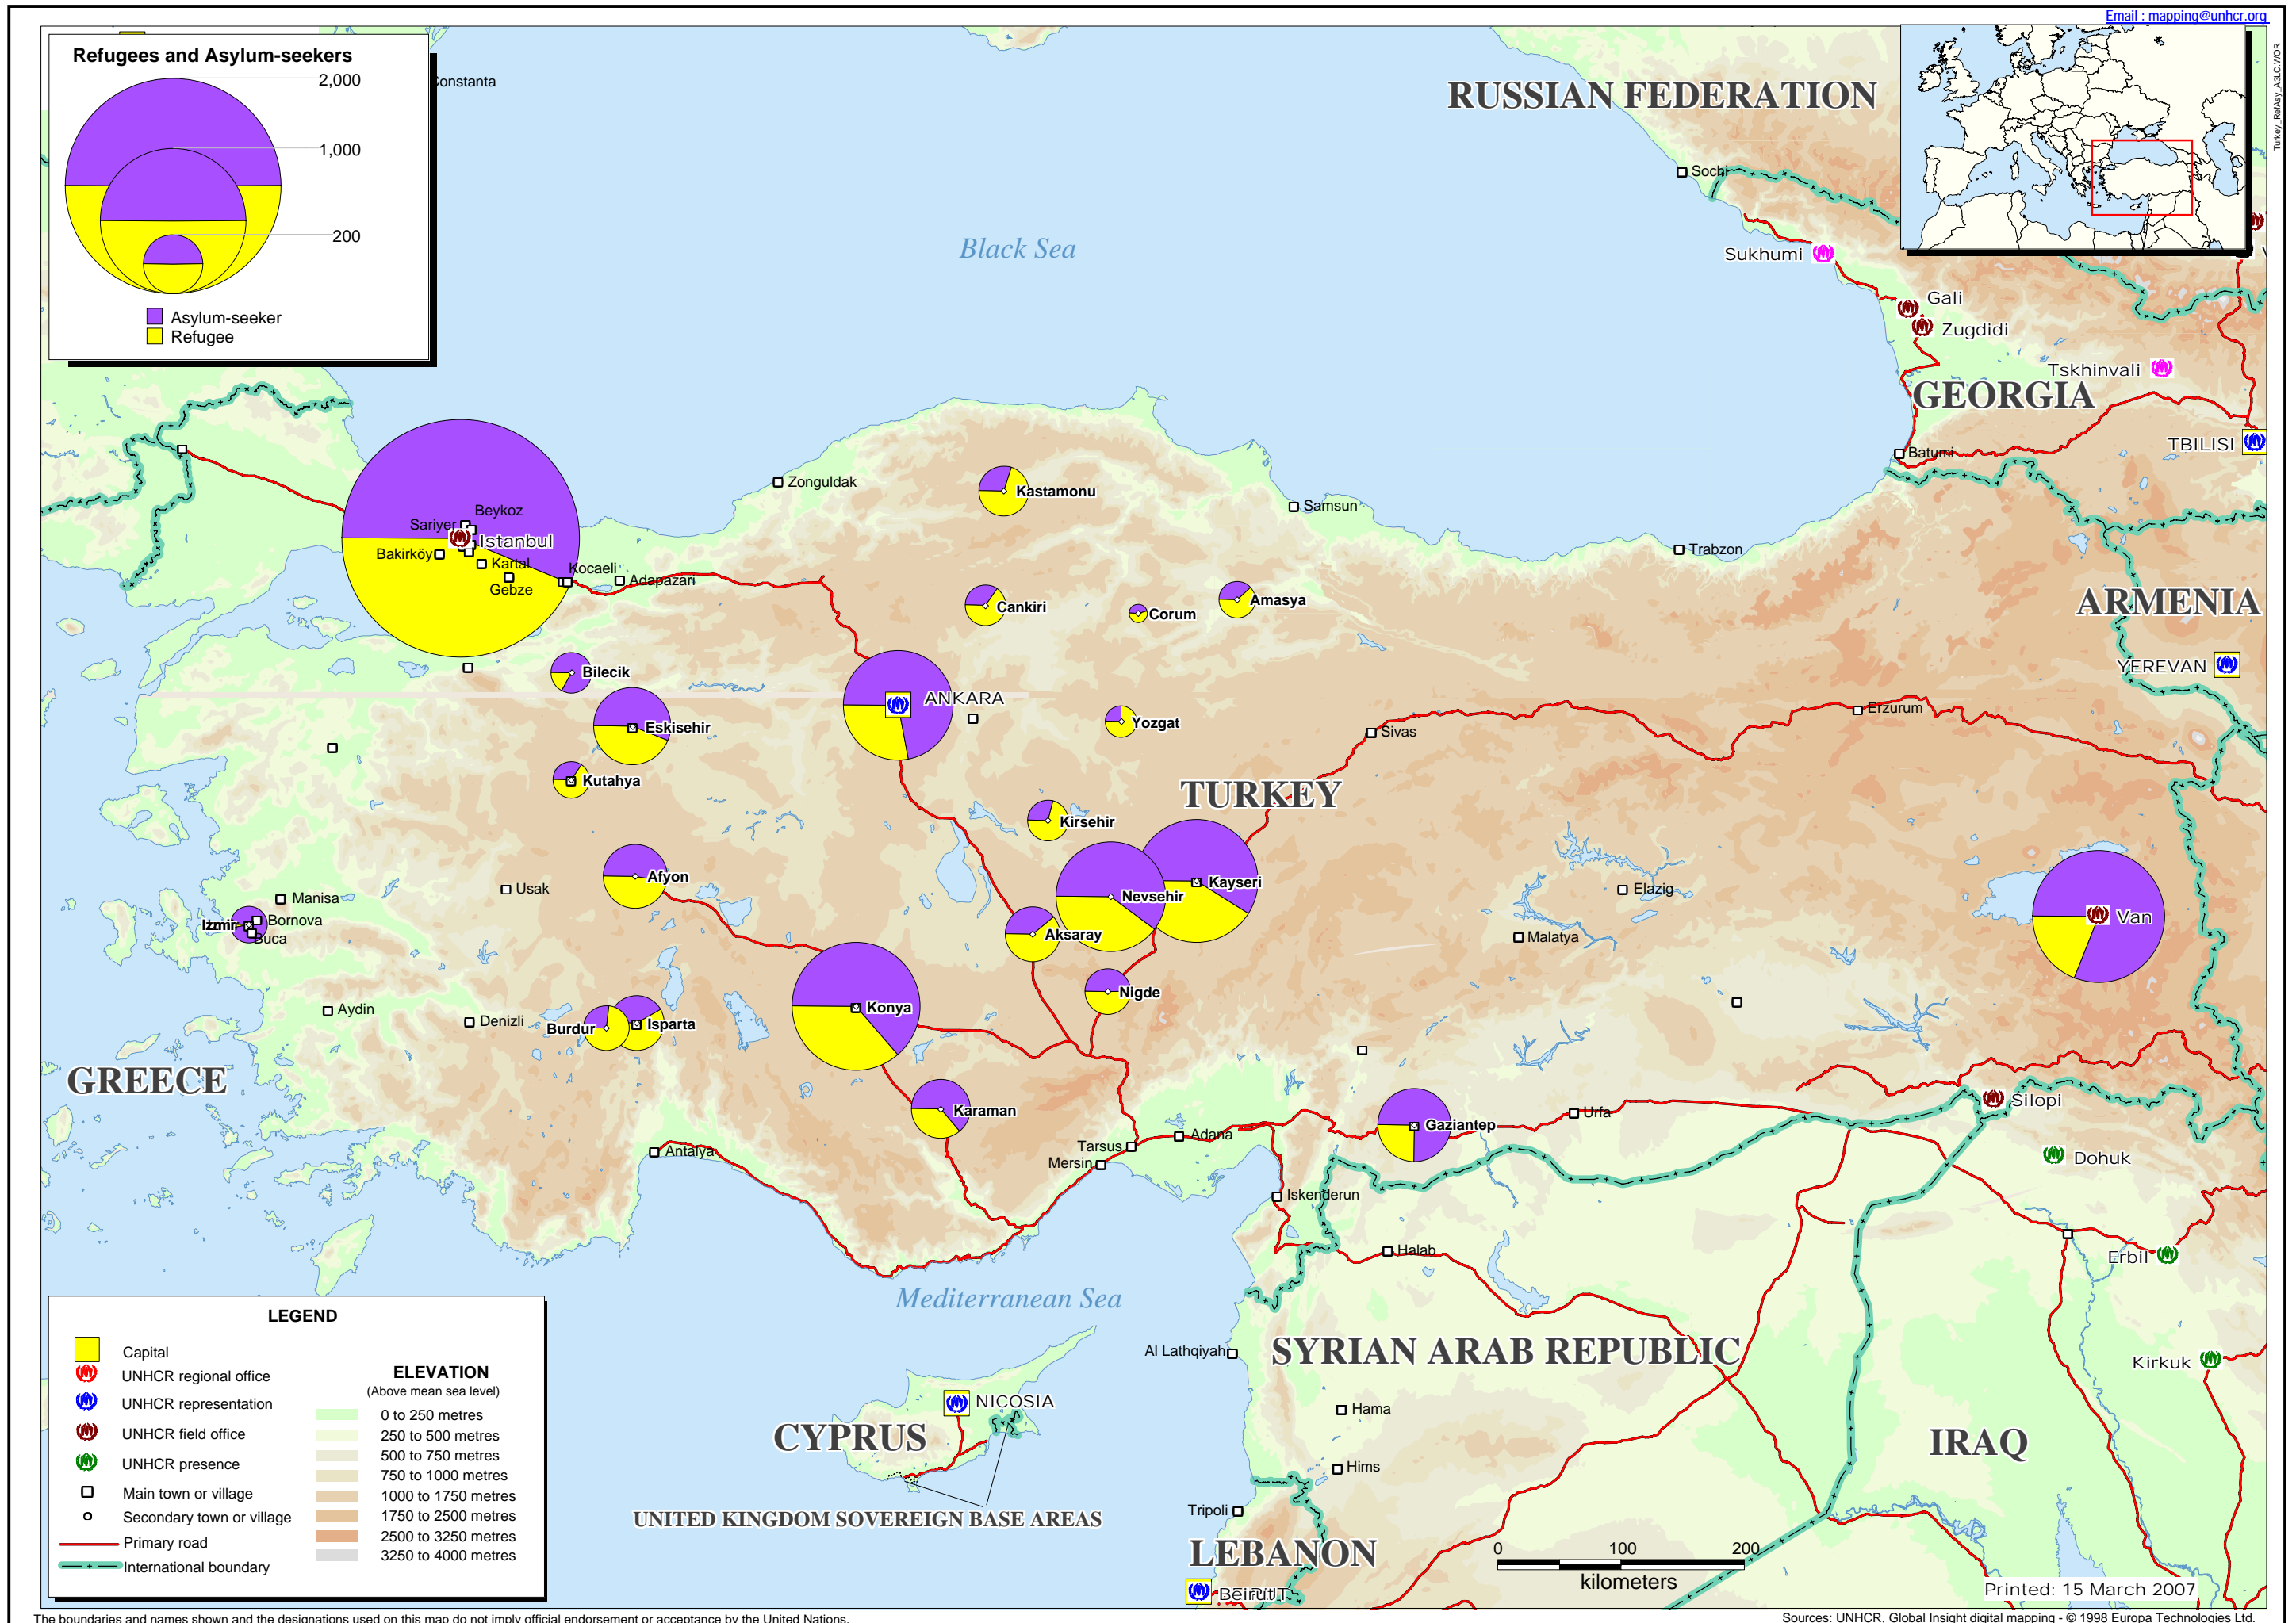 Email : mapping@unhcr.org
Turkey_RefAsy_A3LC.WOR
Refugees and Asylum-seekers
2,000
1,000
200
Asylum-seeker
Refugee
Constanta
RUSSIAN FEDERATION
Sochi
Black Sea
Sukhumi
Gali
Zugdidi
Tskhinvali
GEORGIA
TBILISI
Batumi
Zonguldak
Kastamonu
Samsun
Trabzon
Beykoz
Sariyer
Istanbul
Bakirköy
Kartal
Kocaeli
Gebze
Adapazari
Cankiri
Corum
Amasya
ARMENIA
YEREVAN
Bilecik
ANKARA
Eskisehir
Yozgat
Sivas
Erzurum
Kutahya
TURKEY
Kirsehir
Afyon
Kayseri
Nevsehir
Usak
Elazig
Manisa
Bornova
Izmir
Buca
Aksaray
Malatya
Van
Nigde
Konya
Aydin
Denizli
Burdur
Isparta
GREECE
Karaman
Gaziantep
Urfa
Silopi
Antalya
Tarsus
Adana
Mersin
Dohuk
Iskenderun
Halab
Erbil
Mediterranean Sea
Al Lathqiyah
SYRIAN ARAB REPUBLIC
Kirkuk
NICOSIA
CYPRUS
Hama
IRAQ
Hims
UNITED KINGDOM SOVEREIGN BASE AREAS
Tripoli
LEBANON
Beirut
LEGEND
Capital
UNHCR regional office
UNHCR representation
UNHCR field office
UNHCR presence
Main town or village
Secondary town or village
Primary road
International boundary
ELEVATION
(Above mean sea level)
0 to 250 metres
250 to 500 metres
500 to 750 metres
750 to 1000 metres
1000 to 1750 metres
1750 to 2500 metres
2500 to 3250 metres
3250 to 4000 metres
0 100 200
kilometers
Printed: 15 March 2007
The boundaries and names shown and the designations used on this map do not imply official endorsement or acceptance by the United Nations.
Sources: UNHCR, Global Insight digital mapping - © 1998 Europa Technologies Ltd.